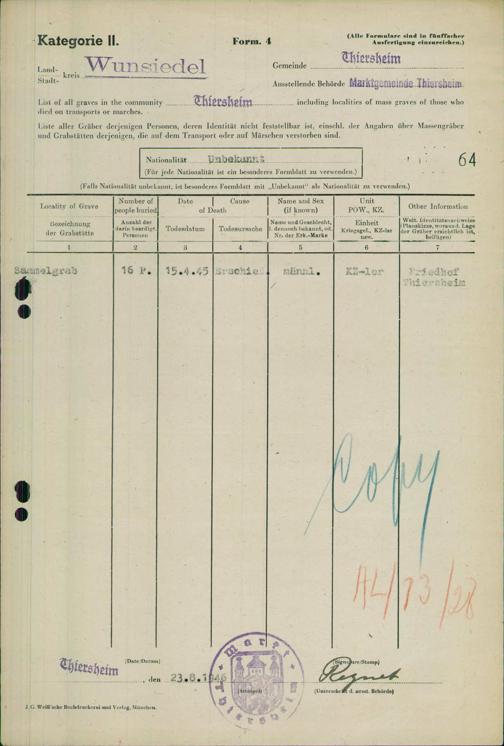 Kategorie II.
Form. 4
(Alle Formulare sind in fünffacher
Ausfertigung einzureichen.)
Land-
Stadt- kreis Wunsiedel
Gemeinde Thiersheim
Ausstellende Behörde Marktgemeinde Thiersheim
List of all graves in the community Thiersheim including localities of mass graves of those who
died on transports or marches.
Liste aller Gräber derjenigen Personen, deren Identität nicht feststellbar ist, einschl. der Angaben über Massengräber
und Grabstätten derjenigen, die auf dem Transport oder auf Märschen verstorben sind.
Nationalität Unbekannt
(Für jede Nationalität ist ein besonderes Formblatt zu verwenden.)
64
(Falls Nationalität unbekannt, ist besonderes Formblatt mit „Unbekannt" als Nationalität zu verwenden.)
Locality of Grave
Bezeichnung
der Grabstätte
1
Number of
people buried
Anzahl der
darin beerdigt.
Personen
2
Date
Cause
of Death
Todesdatum
Todesursache
3
4
Name and Sex
(if known)
Name und Geschlecht,
f. dennoch bekannt, od.
Nr. der Erk.-Marke
5
Unit
POW., KZ.
Einheit
Kriegsgef., KZ-ler
usw.
6
Other Information
Weit. Identitätsnachweise
(Planskizze, woraus d. Lage
der Gräber ersichtlich ist,
beifügen)
7
Sammelgrab 16 P. 15.4.45 Erschieß. männl. KZ-ler Friedhof
Thiersheim
Copy
AL/73/28
Thiersheim
(Date/Datum)
, den 23.8.1946
Markt
Thiersheim
(Stempel)
(Signature/Stamp)
(Unterschrift d. ausst. Behörde)
J. G. Weiß'sche Buchdruckerei und Verlag, München.